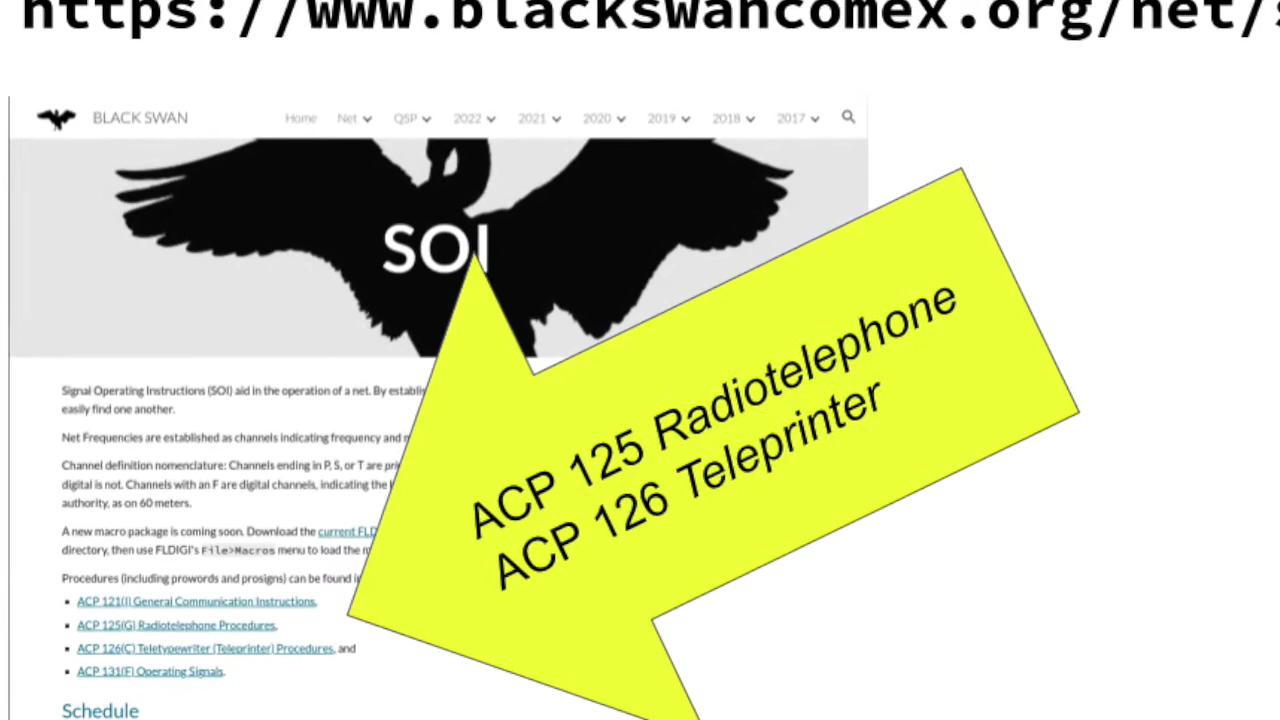 https://www.blackswancomex.org/net/
BLACK SWAN Home Net QSP 2022 2021 2020 2019 2018 2017
SOI
Signal Operating Instructions (SOI) aid in the operation of a net. By
easily find one another.
Net Frequencies are established as channels indicating frequency and
Channel definition nomenclature: Channels ending in P, S, or T are
digital is not. Channels with an F are digital channels, indicating the
authority, as on 60 meters.
A new macro package is coming soon. Download the current
directory, then use FLDIGI's File>Macros menu to load the
Procedures (including prowords and prosigns) can be found
ACP 121(I) General Communication Instructions,
ACP 125(G) Radiotelephone Procedures,
ACP 126(C) Teletypewriter (Teleprinter) Procedures, and
ACP 131(F) Operating Signals.
Schedule
ACP 125 Radiotelephone
ACP 126 Teleprinter